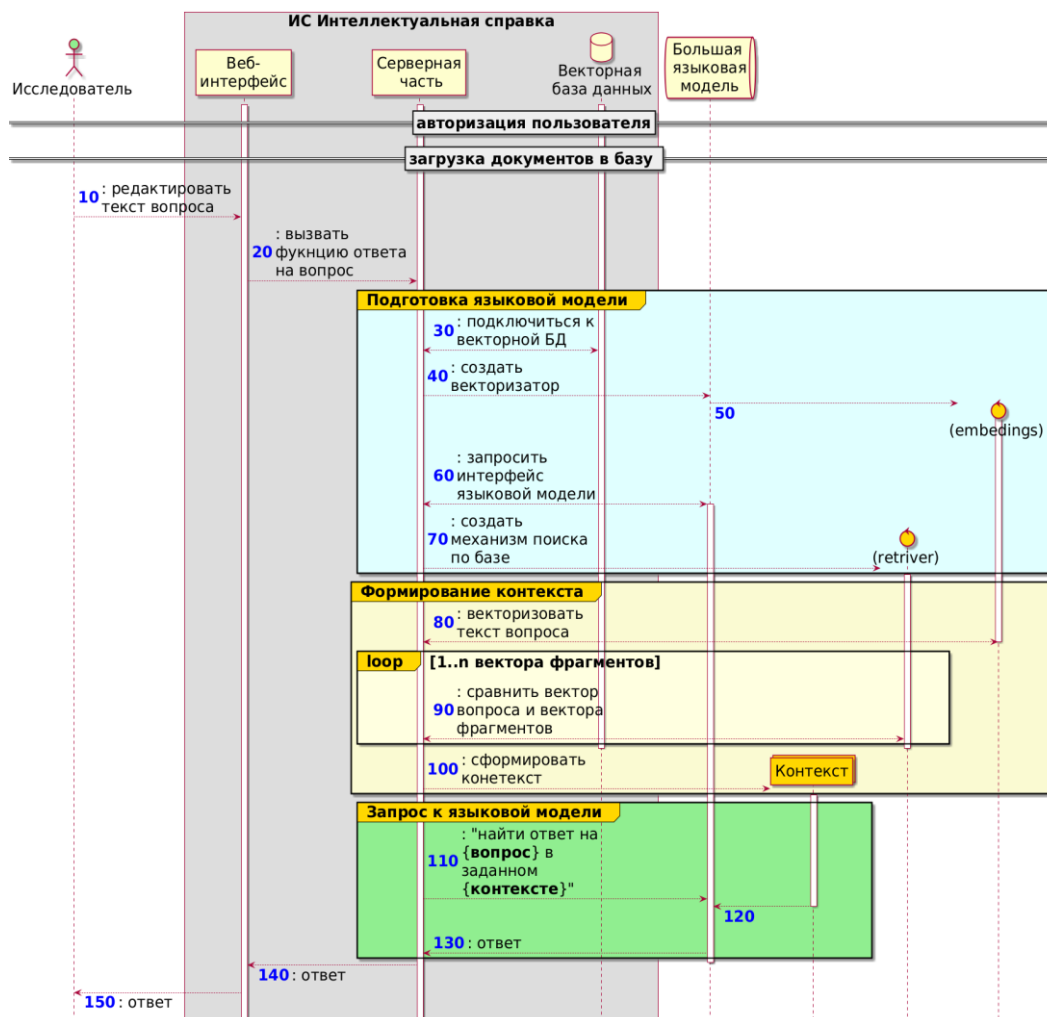 ИС Интеллектуальная справка
Исследователь
Веб-
интерфейс
Серверная
часть
Векторная
база данных
Большая
языковая
модель
авторизация пользователя
загрузка документов в базу
10 : редактировать
текст вопроса
20 : вызвать
фукнцию ответа
на вопрос
Подготовка языковой модели
30 : подключиться к
векторной БД
40 : создать
векторизатор
50
(embedings)
60 : запросить
интерфейс
языковой модели
70 : создать
механизм поиска
по базе
(retriver)
Формирование контекста
80 : векторизовать
текст вопроса
loop [1..n вектора фрагментов]
90 : сравнить вектор
вопроса и вектора
фрагментов
100 : сформировать
конетекст
Контекст
Запрос к языковой модели
110 : "найти ответ на
{вопрос} в
заданном
{контексте}"
120
130 : ответ
140 : ответ
150 : ответ